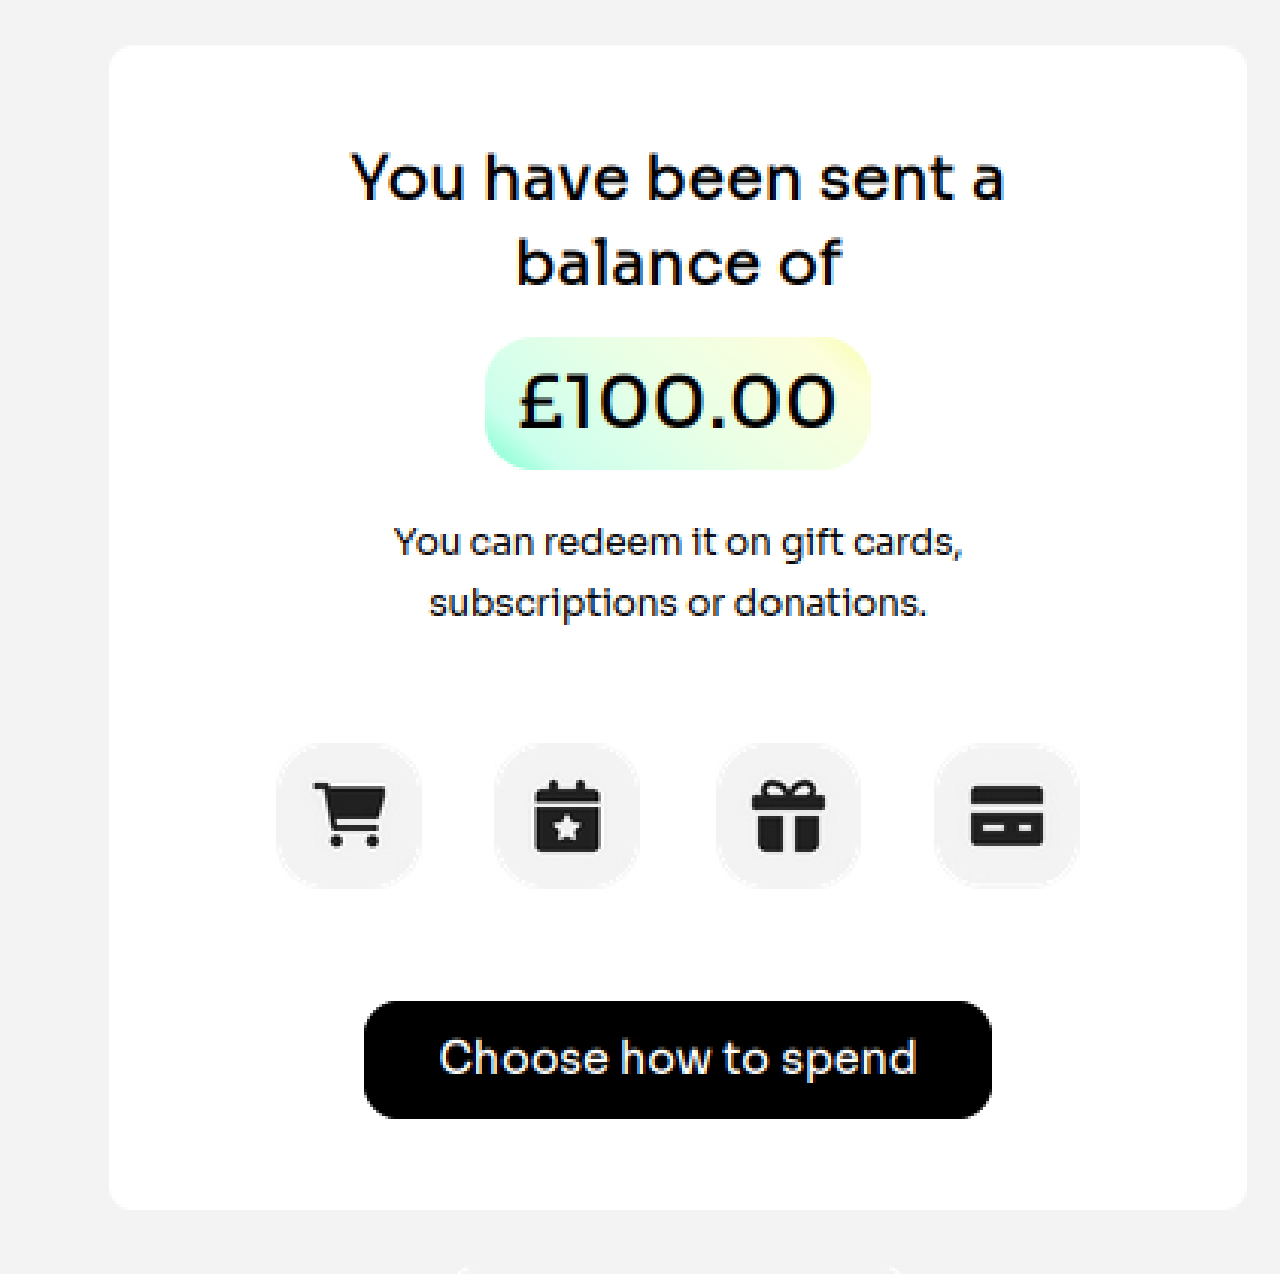 You have been sent a
balance of
£100.00
You can redeem it on gift cards,
subscriptions or donations.
Choose how to spend